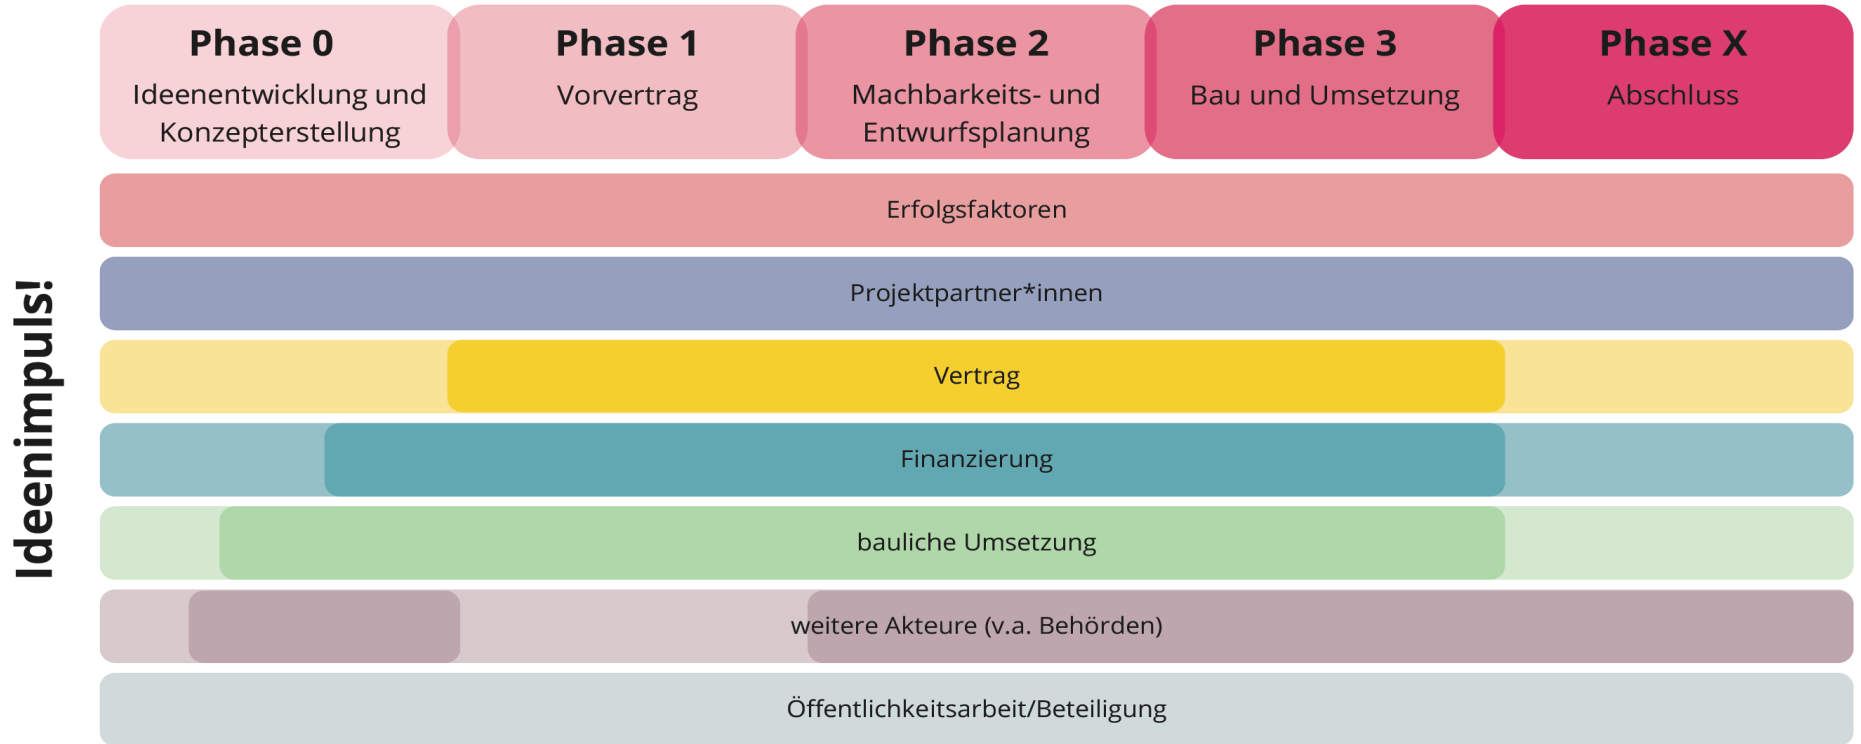 Ideenimpuls!
Phase 0
Ideenentwicklung und
Konzepterstellung
Phase 1
Vorvertrag
Phase 2
Machbarkeits- und
Entwurfsplanung
Phase 3
Bau und Umsetzung
Phase X
Abschluss
Erfolgsfaktoren
Projektpartner*innen
Vertrag
Finanzierung
bauliche Umsetzung
weitere Akteure (v.a. Behörden)
Öffentlichkeitsarbeit/Beteiligung